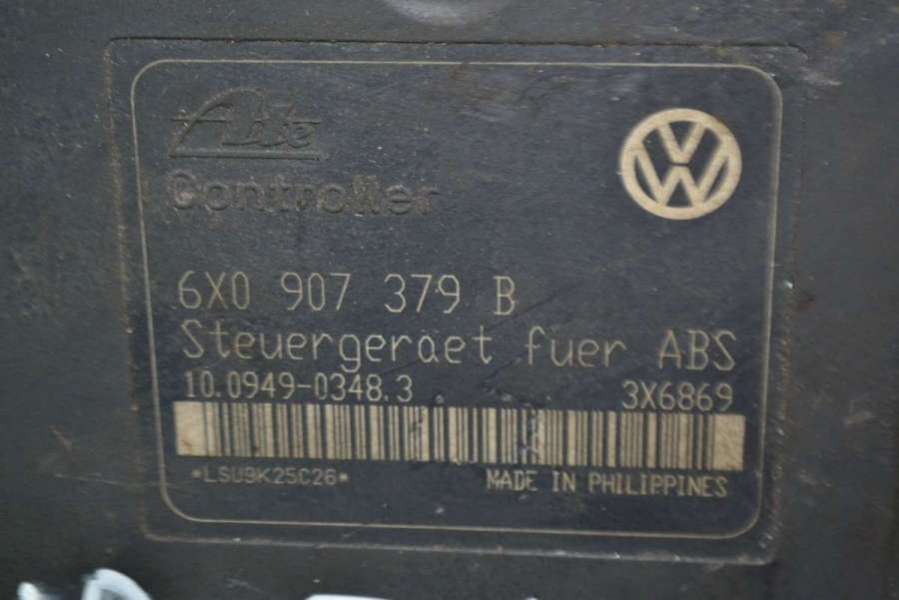 Ate
Controller
6X0 907 379 B
Steuergeraet fuer ABS
10.0949-0348.3 3X6869
*LSU9K25C26*
MADE IN PHILIPPINES